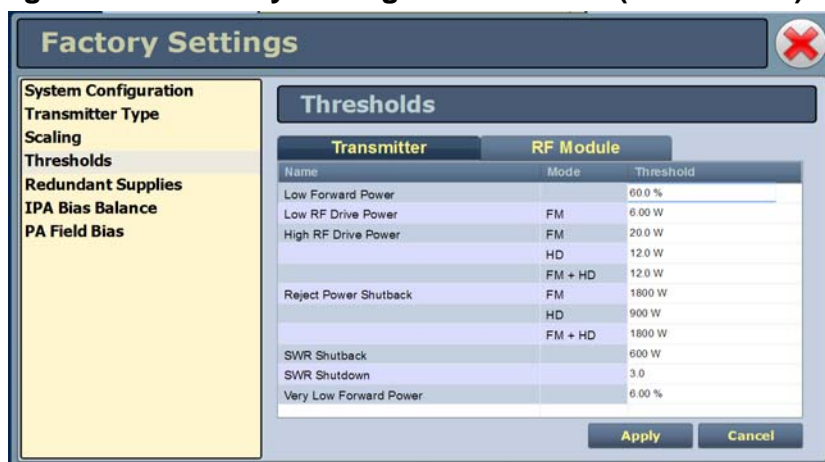 Factory Settings
System Configuration
Transmitter Type
Scaling
Thresholds
Redundant Supplies
IPA Bias Balance
PA Field Bias
Thresholds
Transmitter RF Module
Name Mode Threshold
Low Forward Power 60.0 %
Low RF Drive Power FM 6.00 W
High RF Drive Power FM 20.0 W
HD 12.0 W
FM + HD 12.0 W
Reject Power Shutback FM 1800 W
HD 900 W
FM + HD 1800 W
SWR Shutback 600 W
SWR Shutdown 3.0
Very Low Forward Power 6.00 %
Apply Cancel